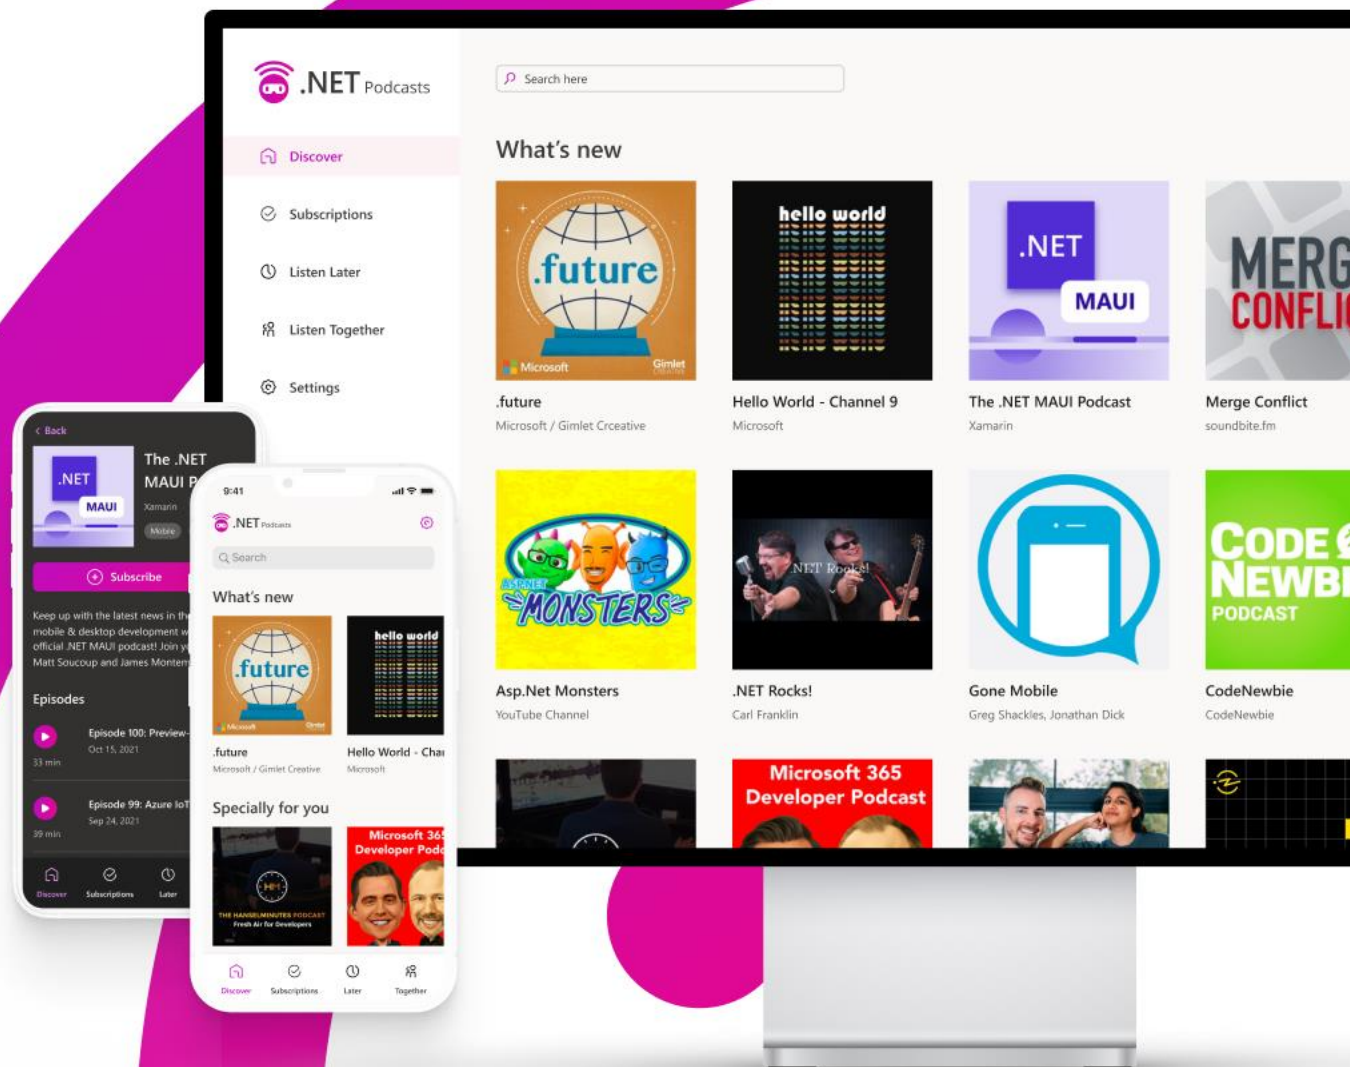 .NET Podcasts
Search here
Discover
Subscriptions
Listen Later
Listen Together
Settings
What's new
.future
Microsoft
Gimlet
CREATIVE
hello world
.NET
MAUI
MERG
CONFLIC
.future
Microsoft / Gimlet Crceative
Hello World - Channel 9
Microsoft
The .NET MAUI Podcast
Xamarin
Merge Conflict
soundbite.fm
ASP.NET
MONSTERS
.NET Rocks!
CODE
NEWBI
PODCAST
Asp.Net Monsters
YouTube Channel
.NET Rocks!
Carl Franklin
Gone Mobile
Greg Shackles, Jonathan Dick
CodeNewbie
CodeNewbie
Microsoft 365
Developer Podcast
< Back
.NET
MAUI
The .NET
MAUI P
Xamarin
Mobile
Subscribe
Keep up with the latest news in the
mobile & desktop development w
official .NET MAUI podcast! Join y
Matt Soucoup and James Montem
Episodes
Episode 100: Preview-
Oct 15, 2021
33 min
Episode 99: Azure IoT
Sep 24, 2021
39 min
Discover
Subscriptions
Later
9:41
.NET Podcasts
Search
What's new
.future
Microsoft
Gimlet
hello world
.future
Microsoft / Gimlet Creative
Hello World - Chan
Microsoft
Specially for you
HM
THE HANSELMINUTES PODCAST
Fresh Air for Developers
Microsoft 365
Developer Podc
Discover
Subscriptions
Later
Together